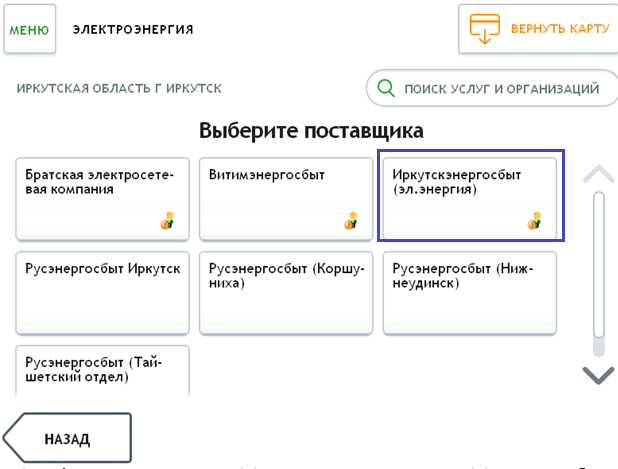 МЕНЮ
ЭЛЕКТРОЭНЕРГИЯ
ВЕРНУТЬ КАРТУ
ИРКУТСКАЯ ОБЛАСТЬ Г ИРКУТСК
ПОИСК УСЛУГ И ОРГАНИЗАЦИЙ
Выберите поставщика
Братская электросете-
вая компания
Витимэнергосбыт
Иркутскэнергосбыт
(эл.энергия)
Русэнергосбыт Иркутск
Русэнергосбыт (Коршу-
ниха)
Русэнергосбыт (Ниж-
неудинск)
Русэнергосбыт (Тай-
шетский отдел)
НАЗАД